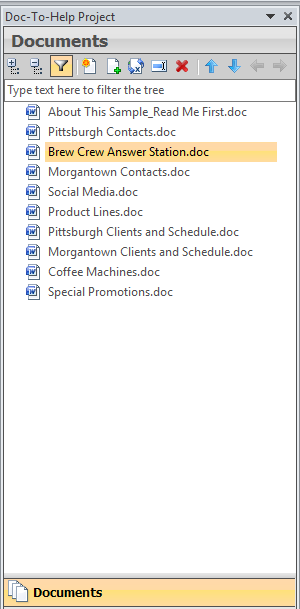 Doc-To-Help Project
Documents
Type text here to filter the tree
About This Sample_Read Me First.doc
Pittsburgh Contacts.doc
Brew Crew Answer Station.doc
Morgantown Contacts.doc
Social Media.doc
Product Lines.doc
Pittsburgh Clients and Schedule.doc
Morgantown Clients and Schedule.doc
Coffee Machines.doc
Special Promotions.doc
Documents